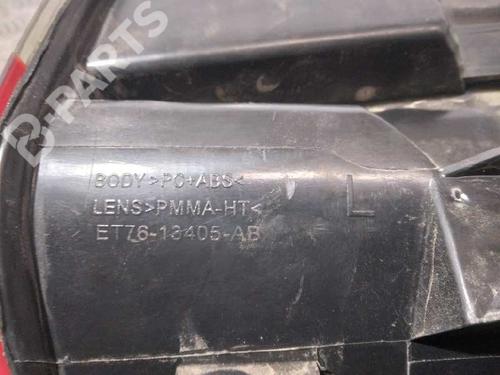 B-PARTS
BODY>PC+ABS<
LENS>PMMA-HT<
L
ET76-13405-AB